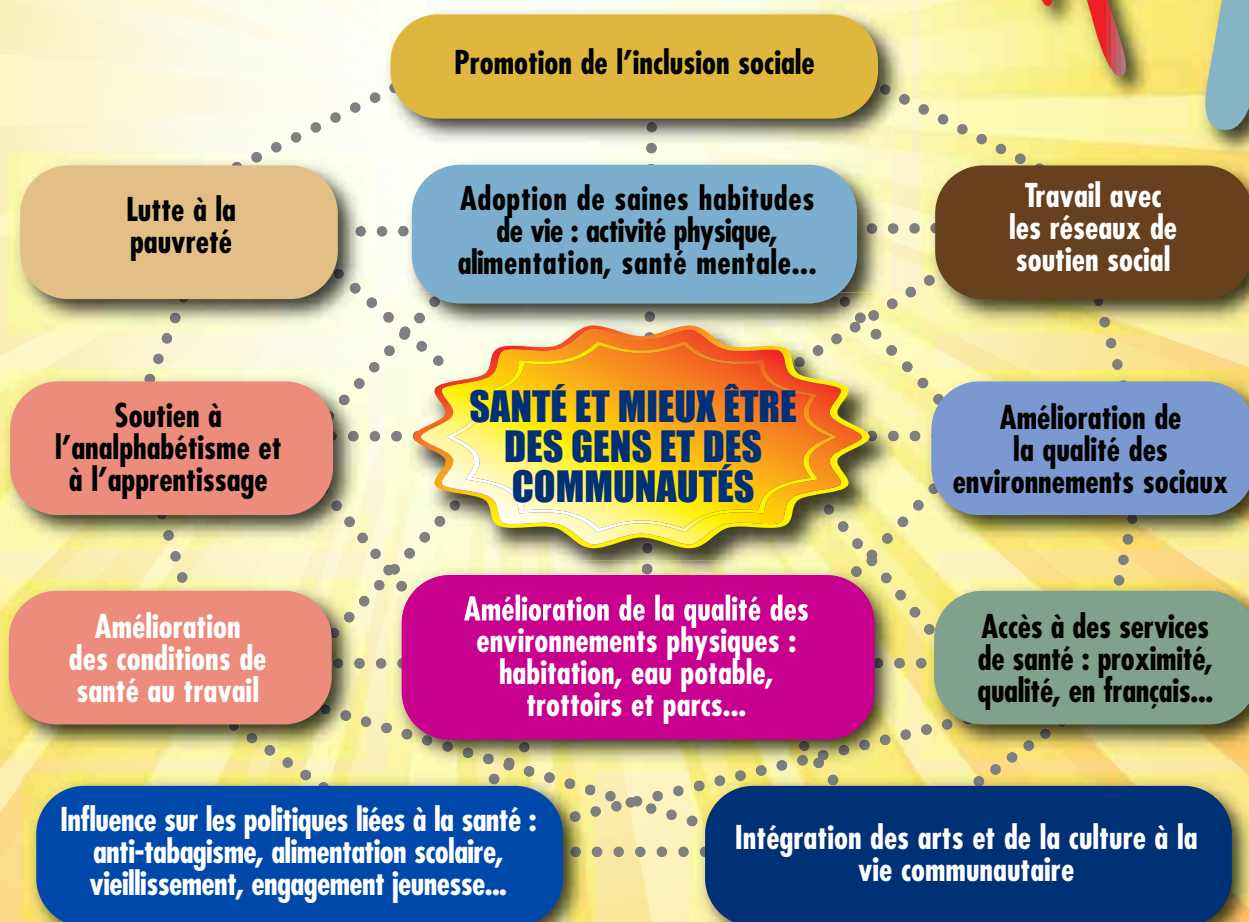 Promotion de l'inclusion sociale
Lutte à la
pauvreté
Adoption de saines habitudes
de vie : activité physique,
alimentation, santé mentale...
Travail avec
les réseaux de
soutien social
Soutien à
l'analphabétisme et
à l'apprentissage
SANTÉ ET MIEUX ÊTRE
DES GENS ET DES
COMMUNAUTÉS
Amélioration de
la qualité des
environnements sociaux
Amélioration
des conditions de
santé au travail
Amélioration de la qualité des
environnements physiques :
habitation, eau potable,
trottoirs et parcs...
Accès à des services
de santé : proximité,
qualité, en français...
Influence sur les politiques liées à la santé :
anti-tabagisme, alimentation scolaire,
vieillissement, engagement jeunesse...
Intégration des arts et de la culture à la
vie communautaire